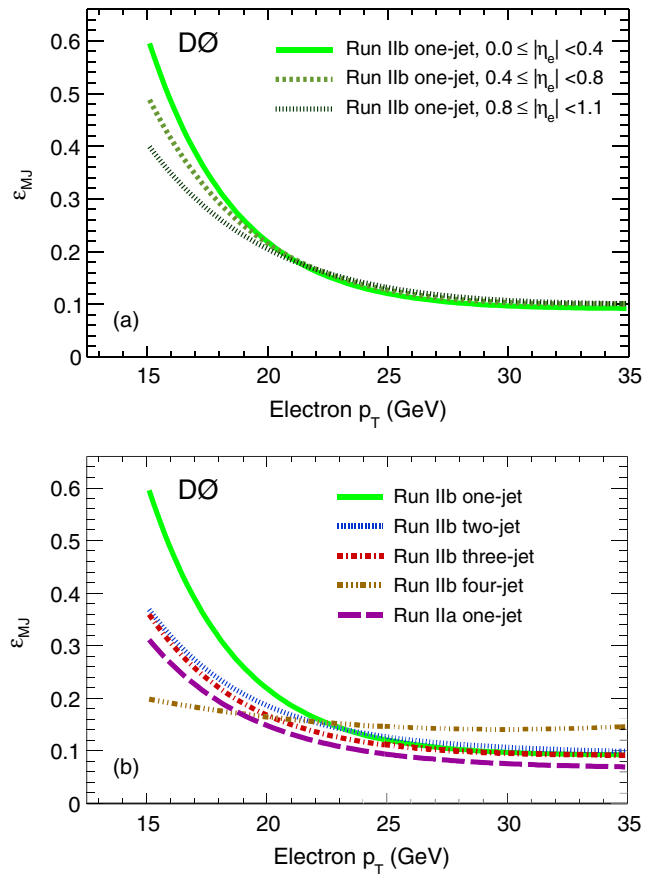 DØ
Run IIb one-jet, 0.0 ≤ |ηe| <0.4
Run IIb one-jet, 0.4 ≤ |ηe| <0.8
Run IIb one-jet, 0.8 ≤ |ηe| <1.1
0.6
0.5
0.4
0.3
0.2
0.1
0
εMJ
(a)
15 20 25 30 35
Electron pT (GeV)
DØ
Run IIb one-jet
Run IIb two-jet
Run IIb three-jet
Run IIb four-jet
Run IIa one-jet
0.6
0.5
0.4
0.3
0.2
0.1
0
εMJ
(b)
15 20 25 30 35
Electron pT (GeV)